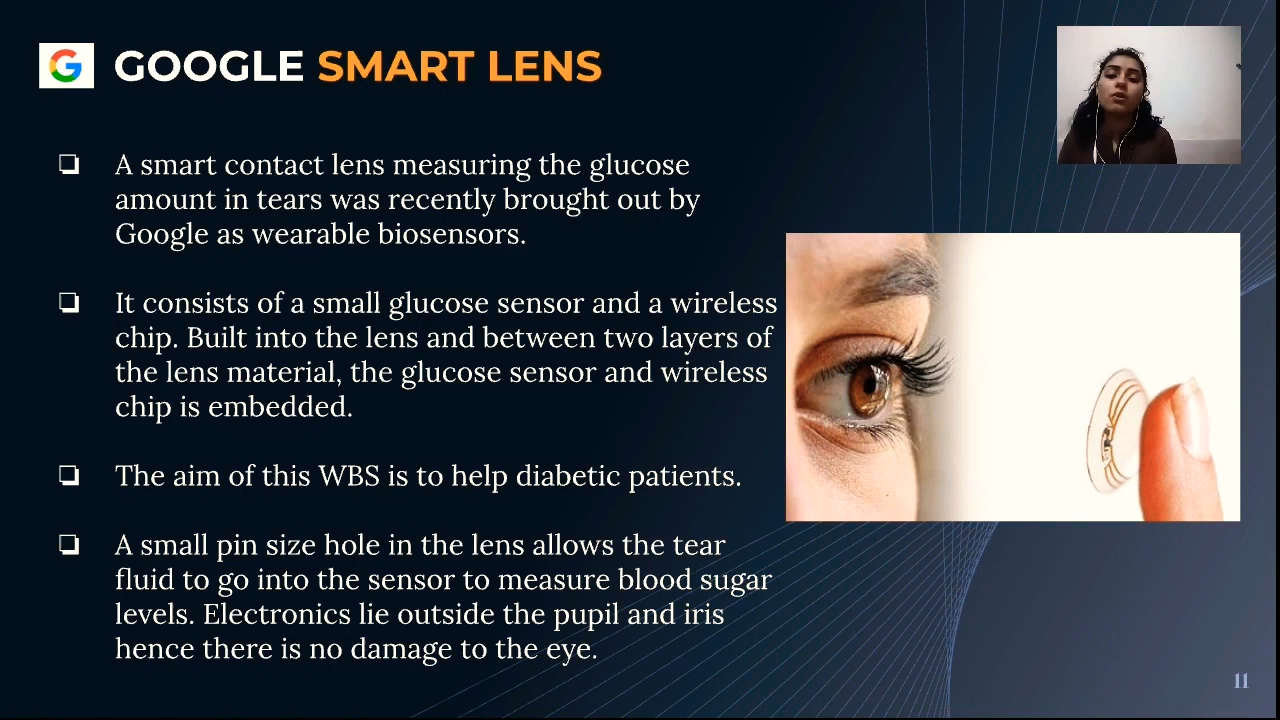 GOOGLE SMART LENS
❏ A smart contact lens measuring the glucose
amount in tears was recently brought out by
Google as wearable biosensors.
❏ It consists of a small glucose sensor and a wireless
chip. Built into the lens and between two layers of
the lens material, the glucose sensor and wireless
chip is embedded.
❏ The aim of this WBS is to help diabetic patients.
❏ A small pin size hole in the lens allows the tear
fluid to go into the sensor to measure blood sugar
levels. Electronics lie outside the pupil and iris
hence there is no damage to the eye.
11